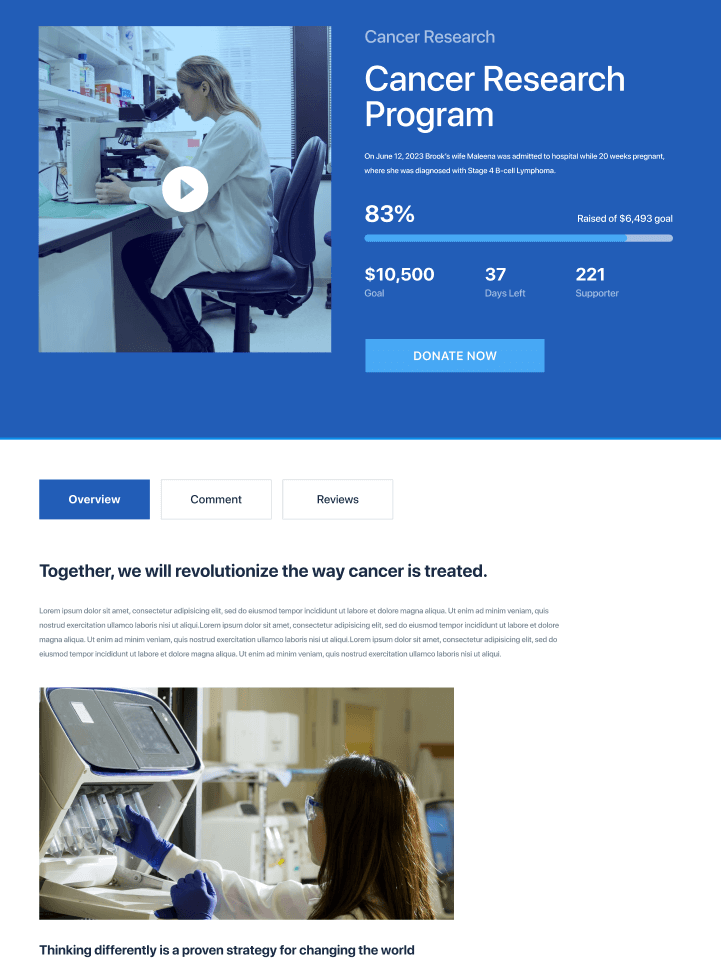 Cancer Research
Cancer Research
Program
On June 12, 2023 Brook's wife Maleena was admitted to hospital while 20 weeks pregnant,
where she was diagnosed with Stage 4 B-cell Lymphoma.
83%
Raised of $6,493 goal
$10,500
37
221
Goal
Days Left
Supporter
DONATE NOW
Overview
Comment
Reviews
Together, we will revolutionize the way cancer is treated.
Lorem ipsum dolor sit amet, consectetur adipisicing elit, sed do eiusmod tempor incididunt ut labore et dolore magna aliqua. Ut enim ad minim veniam, quis
nostrud exercitation ullamco laboris nisi ut aliqui.Lorem ipsum dolor sit amet, consectetur adipisicing elit, sed do eiusmod tempor incididunt ut labore et dolore
magna aliqua. Ut enim ad minim veniam, quis nostrud exercitation ullamco laboris nisi ut aliqui.Lorem ipsum dolor sit amet, consectetur adipisicing elit, sed do
eiusmod tempor incididunt ut labore et dolore magna aliqua. Ut enim ad minim veniam, quis nostrud exercitation ullamco laboris nisi ut aliqui.
Thinking differently is a proven strategy for changing the world